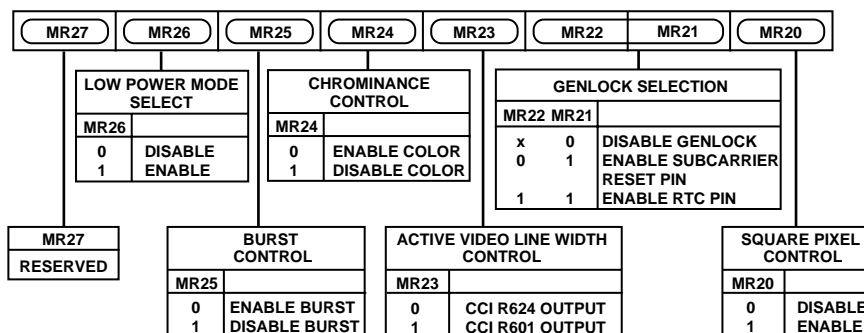 MR27 MR26 MR25 MR24 MR23 MR22 MR21 MR20
LOW POWER MODE
SELECT
MR26
0 DISABLE
1 ENABLE
CHROMINANCE
CONTROL
MR24
0 ENABLE COLOR
1 DISABLE COLOR
GENLOCK SELECTION
MR22 MR21
x 0 DISABLE GENLOCK
0 1 ENABLE SUBCARRIER
RESET PIN
1 1 ENABLE RTC PIN
MR27
RESERVED
BURST
CONTROL
MR25
0 ENABLE BURST
1 DISABLE BURST
ACTIVE VIDEO LINE WIDTH
CONTROL
MR23
0 CCI R624 OUTPUT
1 CCI R601 OUTPUT
SQUARE PIXEL
CONTROL
MR20
0 DISABLE
1 ENABLE